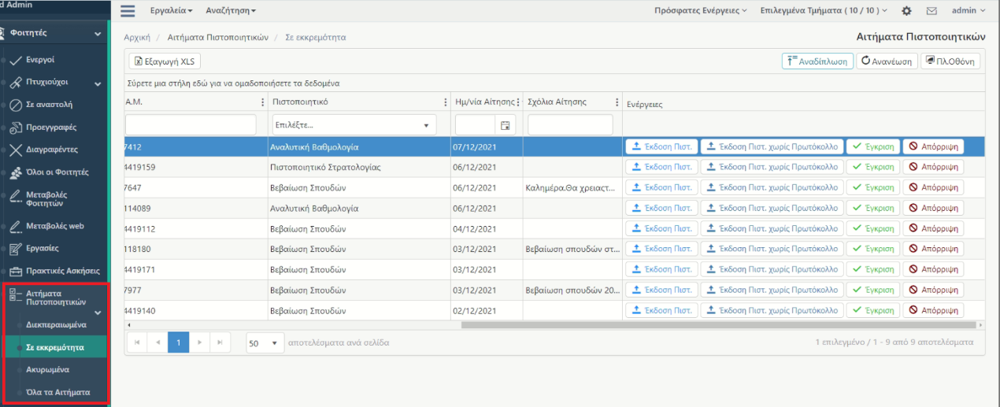 d Admin
Εργαλεία Αναζήτηση Πρόσφατες Ενέργειες Επιλεγμένα Τμήματα ( 10 / 10 ) admin
Φοιτητές
Ενεργοί
Πτυχιούχοι
Σε αναστολή
Προεγγραφές
Διαγραφέντες
Όλοι οι Φοιτητές
Μεταβολές
Φοιτητών
Μεταβολές web
Εργασίες
Πρακτικές Ασκήσεις
Αιτήματα
Πιστοποιητικών
Διεκπεραιωμένα
Σε εκκρεμότητα
Ακυρωμένα
Όλα τα Αιτήματα
Αρχική / Αιτήματα Πιστοποιητικών / Σε εκκρεμότητα Αιτήματα Πιστοποιητικών
Εξαγωγή XLS Αναδίπλωση Ανανέωση Πλ.Οθόνη
Σύρετε μια στήλη εδώ για να ομαδοποιήσετε τα δεδομένα
Α.Μ. Πιστοποιητικό Ημ/νία Αίτησης Σχόλια Αίτησης Ενέργειες
Επιλέξτε...
7412 Αναλυτική Βαθμολογία 07/12/2021 Έκδοση Πιστ. Έκδοση Πιστ. χωρίς Πρωτόκολλο Έγκριση Απόρριψη
4419159 Πιστοποιητικό Στρατολογίας 06/12/2021 Έκδοση Πιστ. Έκδοση Πιστ. χωρίς Πρωτόκολλο Έγκριση Απόρριψη
7647 Βεβαίωση Σπουδών 06/12/2021 Καλημέρα.Θα χρειαστ... Έκδοση Πιστ. Έκδοση Πιστ. χωρίς Πρωτόκολλο Έγκριση Απόρριψη
114089 Αναλυτική Βαθμολογία 06/12/2021 Έκδοση Πιστ. Έκδοση Πιστ. χωρίς Πρωτόκολλο Έγκριση Απόρριψη
4419112 Βεβαίωση Σπουδών 04/12/2021 Έκδοση Πιστ. Έκδοση Πιστ. χωρίς Πρωτόκολλο Έγκριση Απόρριψη
118180 Βεβαίωση Σπουδών 03/12/2021 Βεβαίωση σπουδών στ... Έκδοση Πιστ. Έκδοση Πιστ. χωρίς Πρωτόκολλο Έγκριση Απόρριψη
4419171 Βεβαίωση Σπουδών 03/12/2021 Έκδοση Πιστ. Έκδοση Πιστ. χωρίς Πρωτόκολλο Έγκριση Απόρριψη
7977 Βεβαίωση Σπουδών 03/12/2021 Βεβαίωση σπουδών 20... Έκδοση Πιστ. Έκδοση Πιστ. χωρίς Πρωτόκολλο Έγκριση Απόρριψη
4419140 Βεβαίωση Σπουδών 02/12/2021 Έκδοση Πιστ. Έκδοση Πιστ. χωρίς Πρωτόκολλο Έγκριση Απόρριψη
1 50 αποτελέσματα ανά σελίδα 1 επιλεγμένο / 1 - 9 από 9 αποτελέσματα